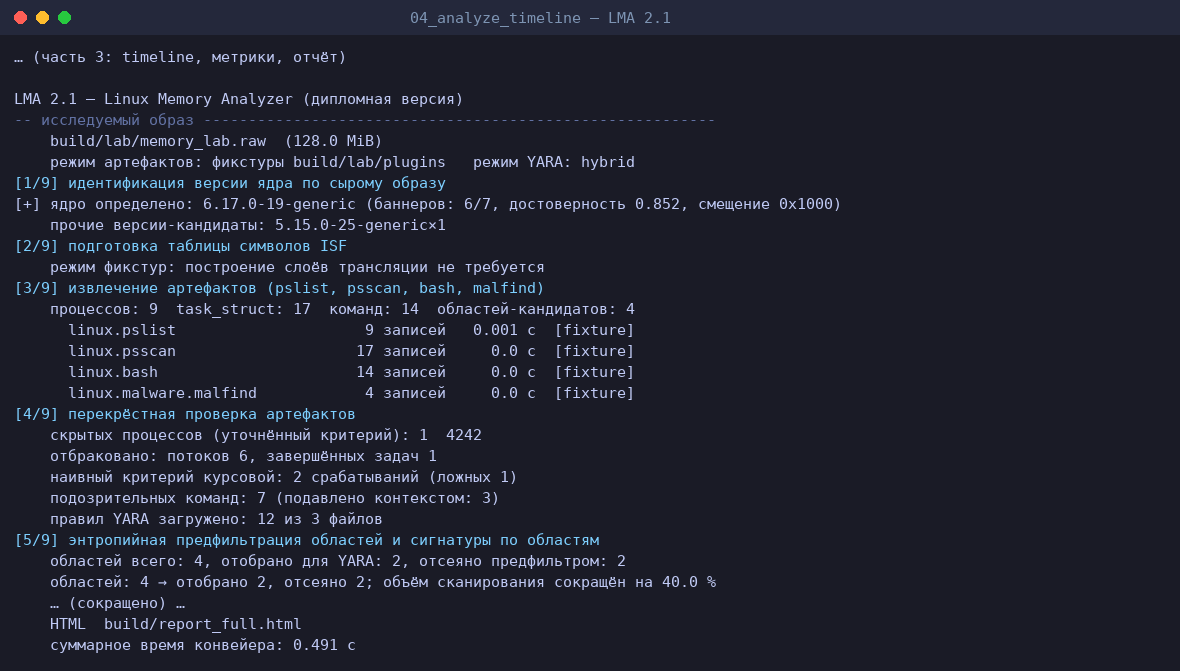 04_analyze_timeline — LMA 2.1
… (часть 3: timeline, метрики, отчёт)
LMA 2.1 — Linux Memory Analyzer (дипломная версия)
-- исследуемый образ ---------------------------------------------------------
build/lab/memory_lab.raw  (128.0 MiB)
режим артефактов: фикстуры build/lab/plugins   режим YARA: hybrid
[1/9] идентификация версии ядра по сырому образу
[+] ядро определено: 6.17.0-19-generic (баннеров: 6/7, достоверность 0.852, смещение 0x1000)
прочие версии-кандидаты: 5.15.0-25-generic×1
[2/9] подготовка таблицы символов ISF
режим фикстур: построение слоёв трансляции не требуется
[3/9] извлечение артефактов (pslist, psscan, bash, malfind)
процессов: 9  task_struct: 17  команд: 14  областей-кандидатов: 4
linux.pslist                     9 записей   0.001 с  [fixture]
linux.psscan                    17 записей     0.0 с  [fixture]
linux.bash                      14 записей     0.0 с  [fixture]
linux.malware.malfind            4 записей     0.0 с  [fixture]
[4/9] перекрёстная проверка артефактов
скрытых процессов (уточнённый критерий): 1  4242
отбраковано: потоков 6, завершённых задач 1
наивный критерий курсовой: 2 срабатываний (ложных 1)
подозрительных команд: 7 (подавлено контекстом: 3)
правил YARA загружено: 12 из 3 файлов
[5/9] энтропийная предфильтрация областей и сигнатуры по областям
областей всего: 4, отобрано для YARA: 2, отсеяно предфильтром: 2
областей: 4 → отобрано 2, отсеяно 2; объём сканирования сокращён на 40.0 %
… (сокращено) …
HTML  build/report_full.html
суммарное время конвейера: 0.491 с